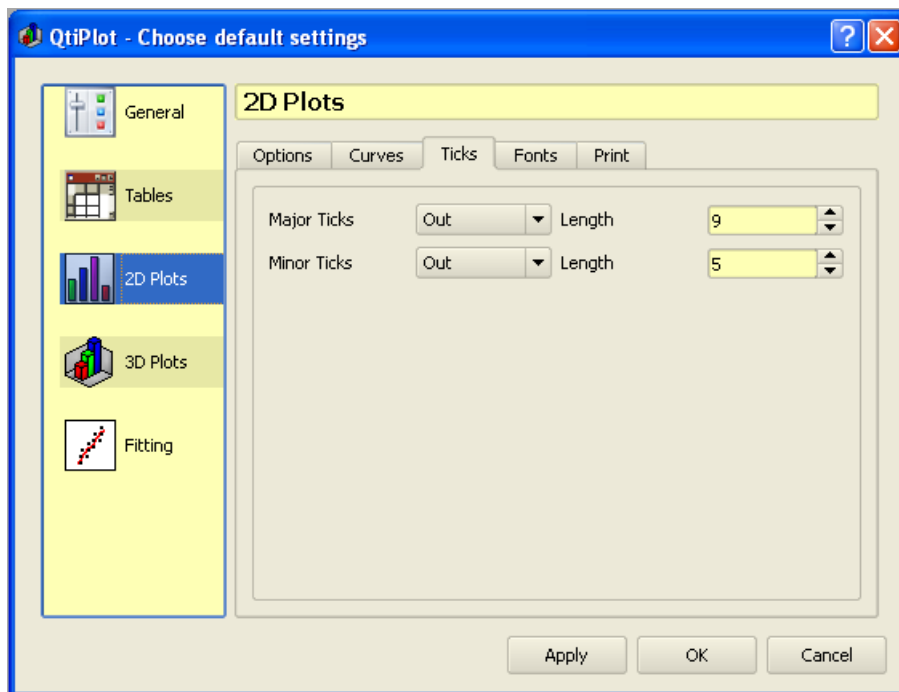 QtiPlot - Choose default settings
General
Tables
2D Plots
3D Plots
Fitting
2D Plots
Options Curves Ticks Fonts Print
Major Ticks Out Length 9
Minor Ticks Out Length 5
Apply OK Cancel